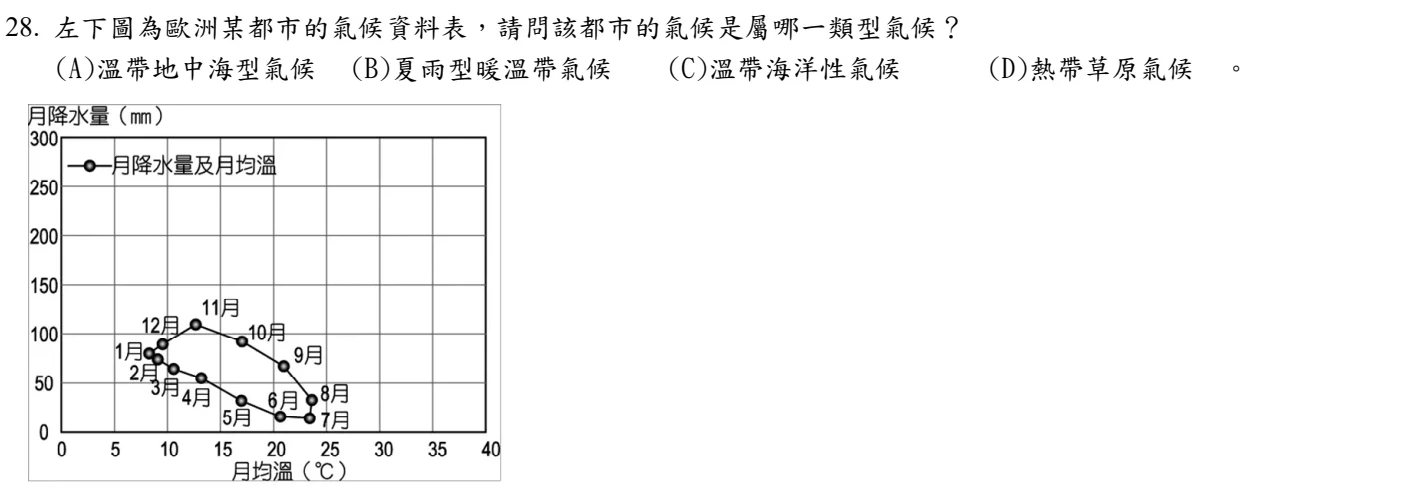 28. 左下圖為歐洲某都市的氣候資料表，請問該都市的氣候是屬哪一類型氣候？
(A)溫帶地中海型氣候 (B)夏雨型暖溫帶氣候 (C)溫帶海洋性氣候 (D)熱帶草原氣候 。
月降水量（㎜）
300
月降水量及月均溫
250
200
150
11月
12月
10月
100
1月
9月
2月
3月
8月
50
4月
6月
5月
7月
0
0 5 10 15 20 25 30 35 40
月均溫（℃）